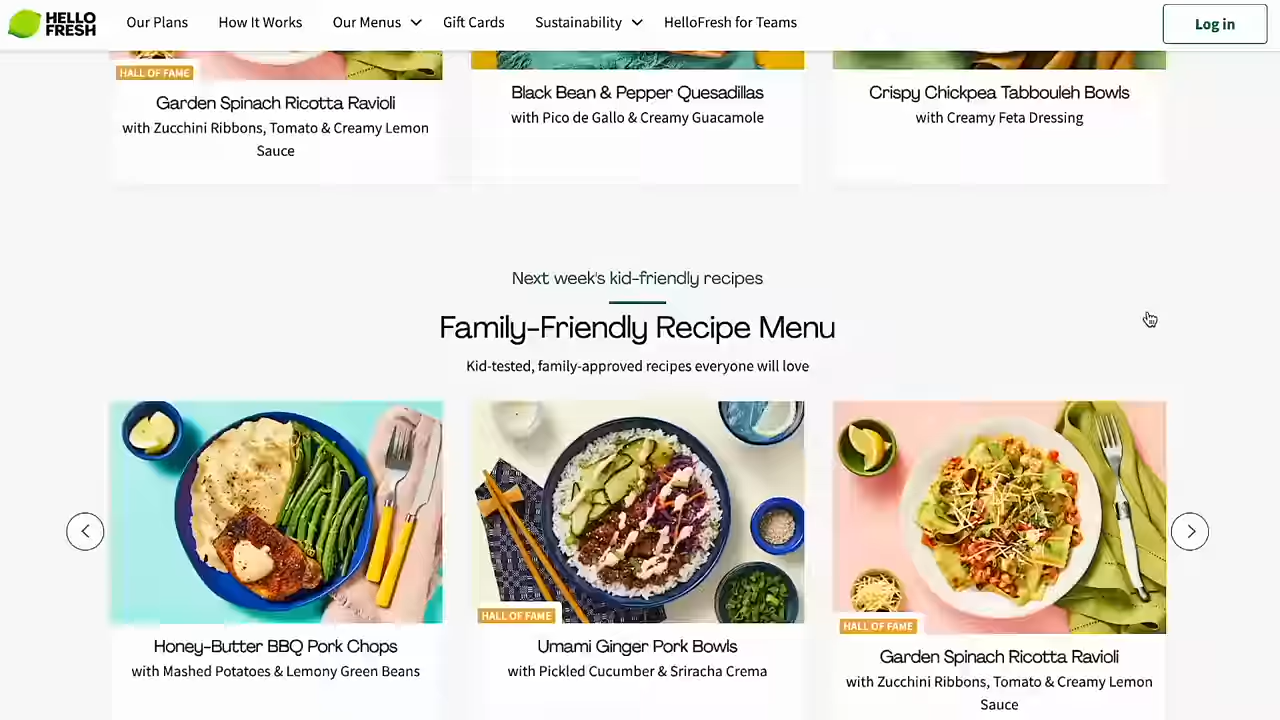 HELLO
FRESH
Our Plans
How It Works
Our Menus
Gift Cards
Sustainability
HelloFresh for Teams
Log in
HALL OF FAME
Garden Spinach Ricotta Ravioli
with Zucchini Ribbons, Tomato & Creamy Lemon
Sauce
Black Bean & Pepper Quesadillas
with Pico de Gallo & Creamy Guacamole
Crispy Chickpea Tabbouleh Bowls
with Creamy Feta Dressing
Next week's kid-friendly recipes
Family-Friendly Recipe Menu
Kid-tested, family-approved recipes everyone will love
Honey-Butter BBQ Pork Chops
with Mashed Potatoes & Lemony Green Beans
HALL OF FAME
Umami Ginger Pork Bowls
with Pickled Cucumber & Sriracha Crema
HALL OF FAME
Garden Spinach Ricotta Ravioli
with Zucchini Ribbons, Tomato & Creamy Lemon
Sauce